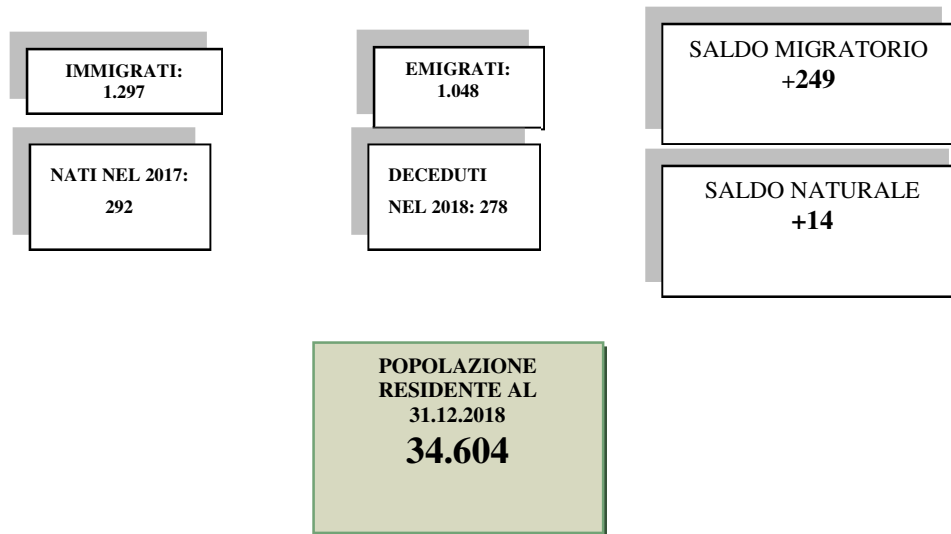 IMMIGRATI:
1.297
EMIGRATI:
1.048
SALDO MIGRATORIO
+249
NATI NEL 2017:
292
DECEDUTI
NEL 2018: 278
SALDO NATURALE
+14
POPOLAZIONE
RESIDENTE AL
31.12.2018
34.604